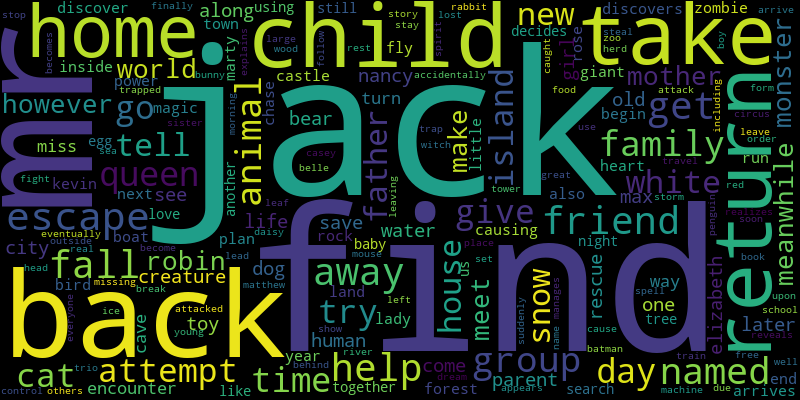 discover
town
along
using
story
lost
rabbit
stop
finally
home
child
take
still
stay
discovers
arrive
new
decides
zombie
boy
steal
herd
inside
world
marty
castle
fly
rose
girl
caught
giant
zoo
explains
becomes
large
wood
rest
follow
spirit
accidentally
bunny
trapped
power
magic
chase
nancy
turn
food
attack
mother
monster
however
go
animal
mr
jack
miss
egg
sea
tell
morning
sister
bear
father
trap
casey
witch
make
little
island
get
old
begin
form
circus
including
leave
order
use
family
heart
run
travel
fight
kevin
queen
next
see
another
belle
leaving
tower
great
white
max
storm
red
realizes
meanwhile
escape
love
life
leaf
daisy
save
rock
give
also
friend
penguin
soon
elizabeth
return
later
upon
eventually
outside
real
become
city
boat
plan
lead
baby
water
causing
place
night
rescue
way
book
school
fall
robin
head
missing
break
creature
bird
dog
matthew
mouse
land
away
house
us
set
meet
suddenly
snow
name
manages
spell
one
tree
well
back
find
everyone
ice
cave
attacked
young
toy
human
try
left
lady
show
river
behind
cause
batman
train
free
reveals
cat
trio
attempt
control
others
encounter
like
year
time
together
help
come
dream
forest
group
appears
parent
search
day
named
machine
due
end
arrives